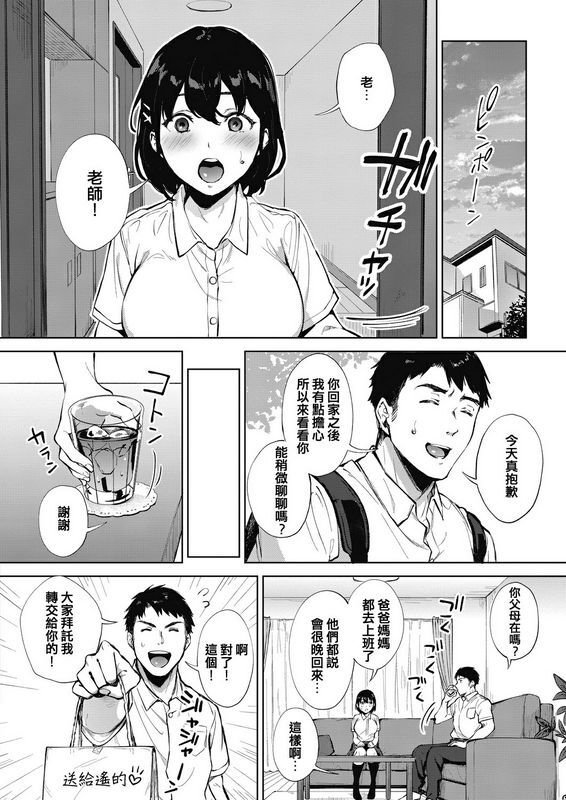 ピンポーン
老…
ガチャッ
老師！
今天真抱歉
你回家之後
我有點擔心
所以來看看你
能稍微聊聊嗎？
コトン
カラン
謝謝
你父母在嗎？
爸爸媽媽
都去上班了
他們都說
會很晚回來…
這樣啊…
啊
對了！
這個！
大家拜託我
轉交給你的！
ジャジャーン
送給遙的♡